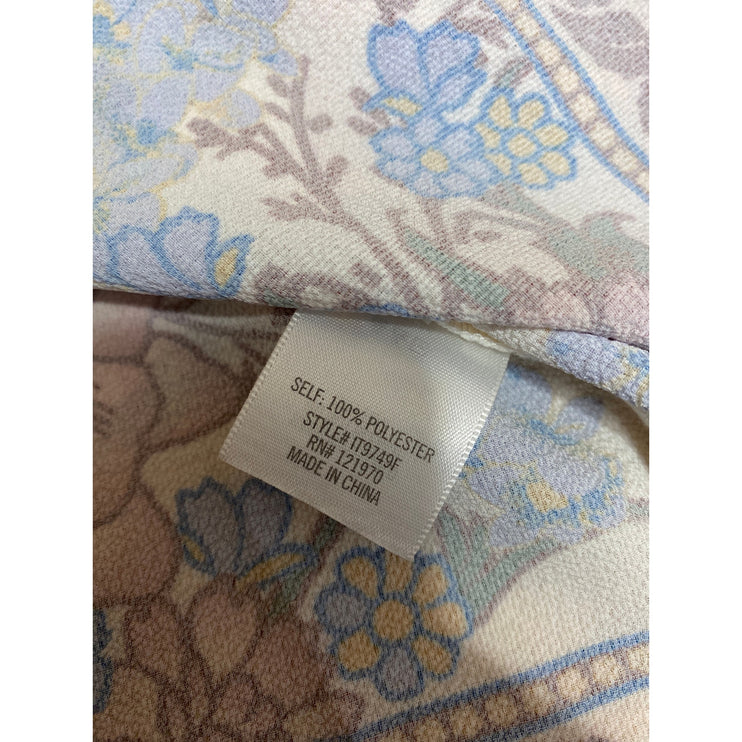 SELF: 100% POLYESTER
STYLE# IT9749F
RN# 121970
MADE IN CHINA